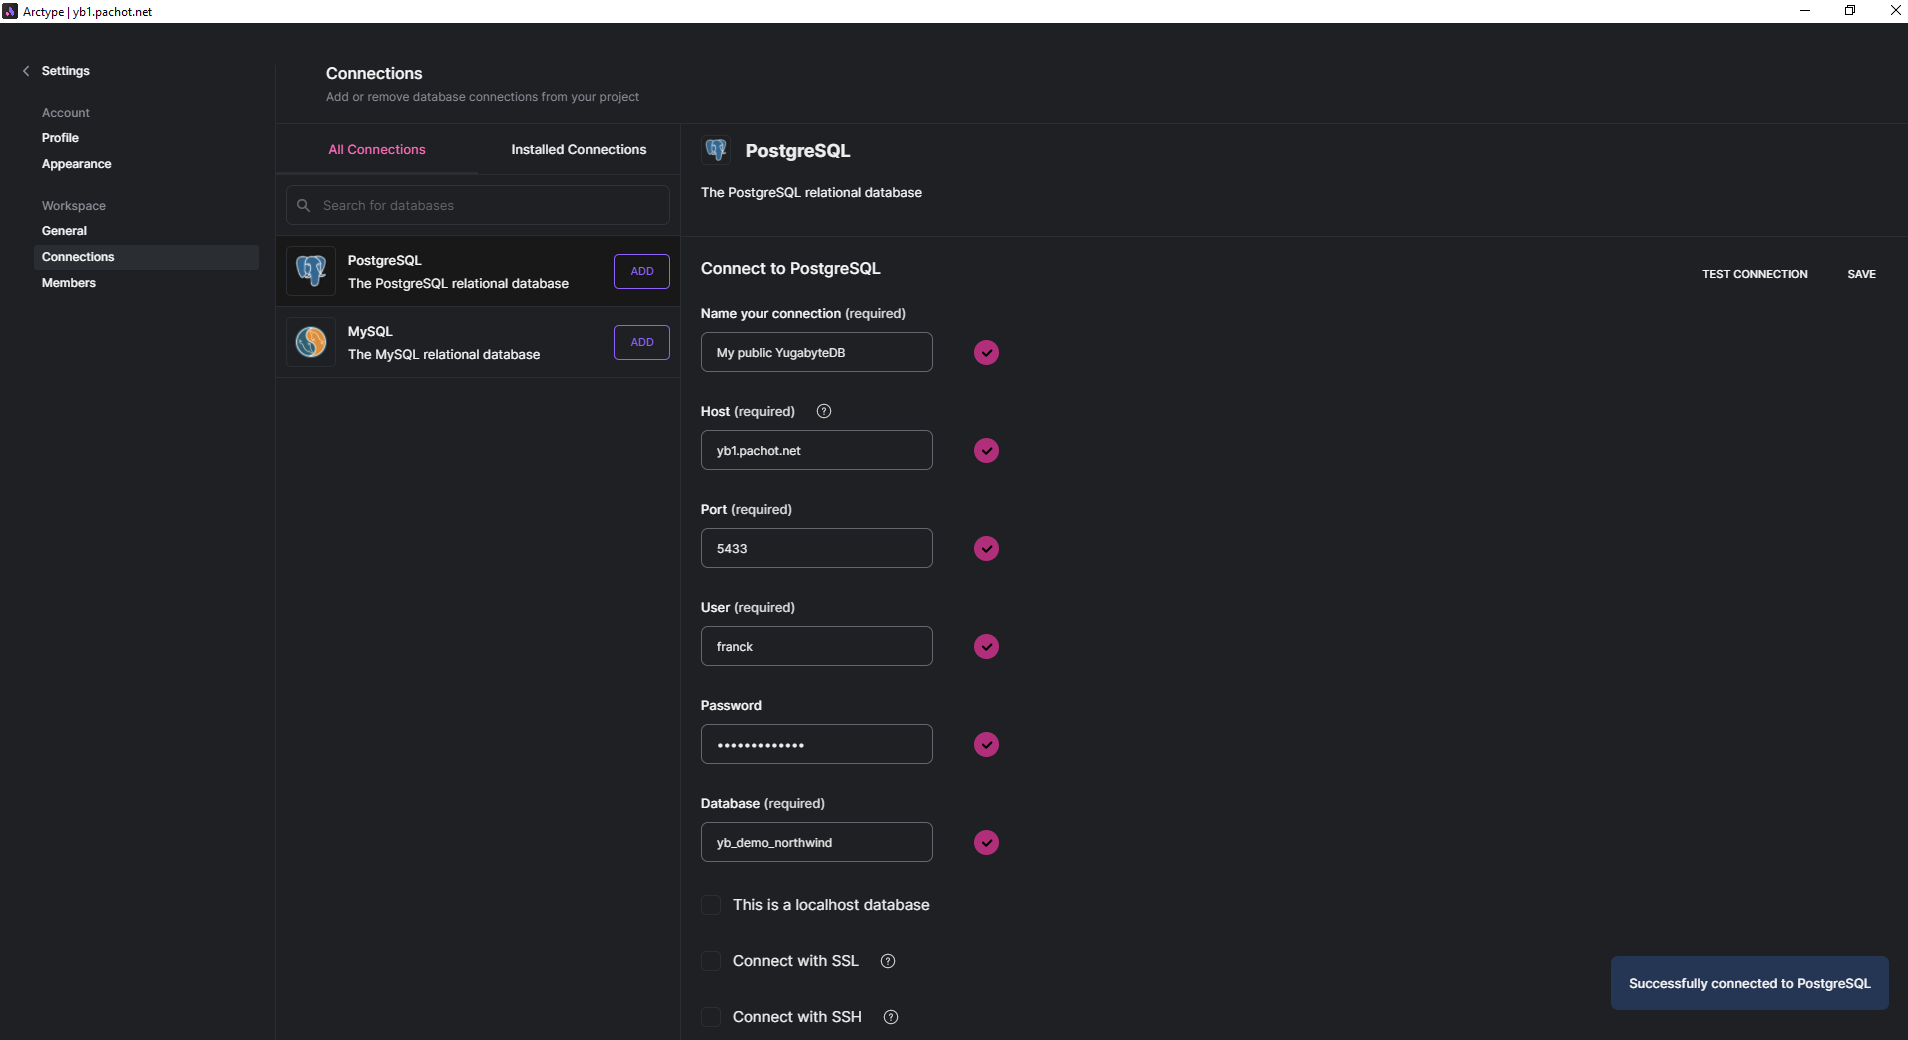 Arctype | yb1.pachot.net
Settings
Account
Profile
Appearance
Workspace
General
Connections
Members
Connections
Add or remove database connections from your project
All Connections
Installed Connections
Search for databases
PostgreSQL
The PostgreSQL relational database
ADD
MySQL
The MySQL relational database
ADD
PostgreSQL
The PostgreSQL relational database
Connect to PostgreSQL
TEST CONNECTION
SAVE
Name your connection (required)
My public YugabyteDB
Host (required)
yb1.pachot.net
Port (required)
5433
User (required)
franck
Password
•••••••••••••
Database (required)
yb_demo_northwind
This is a localhost database
Connect with SSL
Connect with SSH
Successfully connected to PostgreSQL